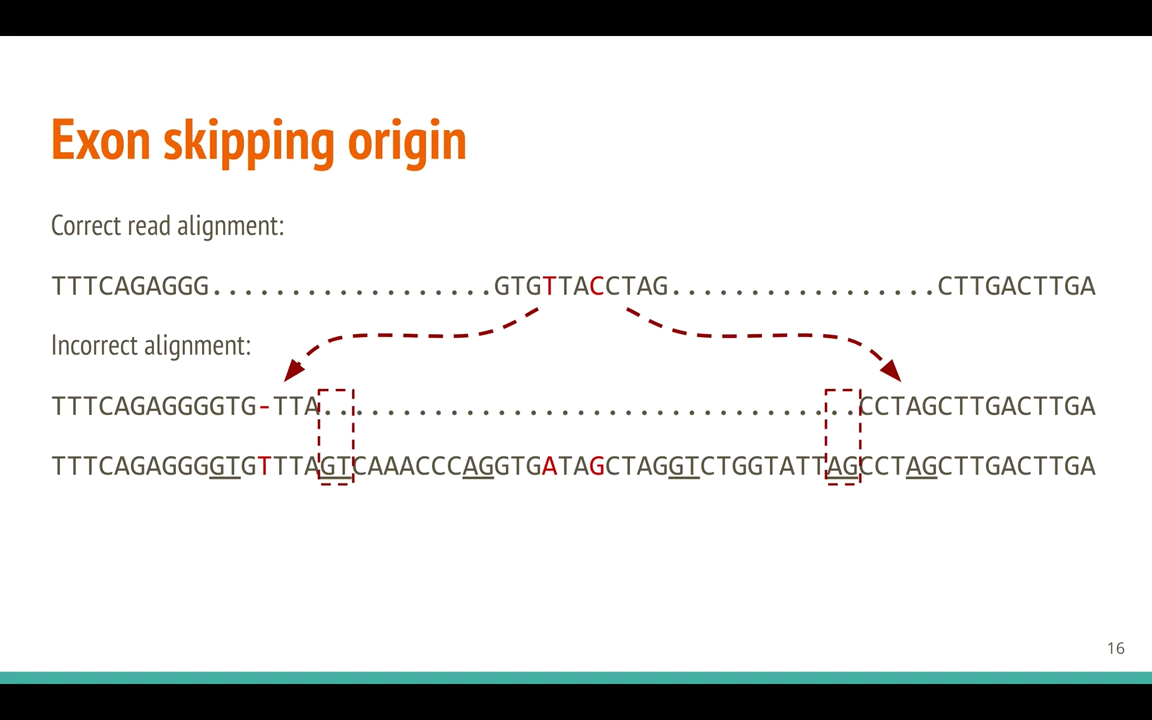 Exon skipping origin
Correct read alignment:
TTTCAGAGGG..................GTGTTACCTAG.................CTTGACTTGA
Incorrect alignment:
TTTCAGAGGGGTG-TTA..................................CCTAGCTTGACTTGA
TTTCAGAGGGGTGTTTAGTCAAACCCAGGTGATAGCTAGGTCTGGTATTAGCCTAGCTTGACTTGA
16